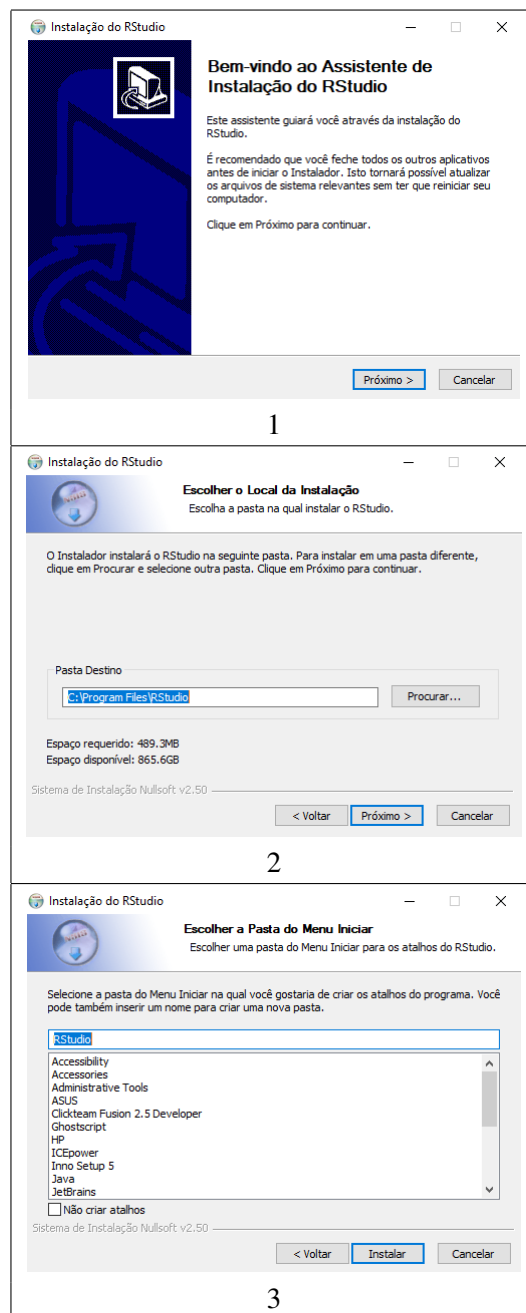 Instalação do RStudio
Bem-vindo ao Assistente de
Instalação do RStudio
Este assistente guiará você através da instalação do
RStudio.
É recomendado que você feche todos os outros aplicativos
antes de iniciar o Instalador. Isto tornará possível atualizar
os arquivos de sistema relevantes sem ter que reiniciar seu
computador.
Clique em Próximo para continuar.
Próximo >
Cancelar
1
Instalação do RStudio
Escolher o Local da Instalação
Escolha a pasta na qual instalar o RStudio.
O Instalador instalará o RStudio na seguinte pasta. Para instalar em uma pasta diferente,
clique em Procurar e selecione outra pasta. Clique em Próximo para continuar.
Pasta Destino
C:\Program Files\RStudio
Procurar...
Espaço requerido: 489.3MB
Espaço disponível: 865.6GB
Sistema de Instalação Nullsoft v2.50
< Voltar
Próximo >
Cancelar
2
Instalação do RStudio
Escolher a Pasta do Menu Iniciar
Escolher uma pasta do Menu Iniciar para os atalhos do RStudio.
Selecione a pasta do Menu Iniciar na qual você gostaria de criar os atalhos do programa. Você
pode também inserir um nome para criar uma nova pasta.
RStudio
Accessibility
Accessories
Administrative Tools
ASUS
Clickteam Fusion 2.5 Developer
Ghostscript
HP
ICEpower
Inno Setup 5
Java
JetBrains
Não criar atalhos
Sistema de Instalação Nullsoft v2.50
< Voltar
Instalar
Cancelar
3